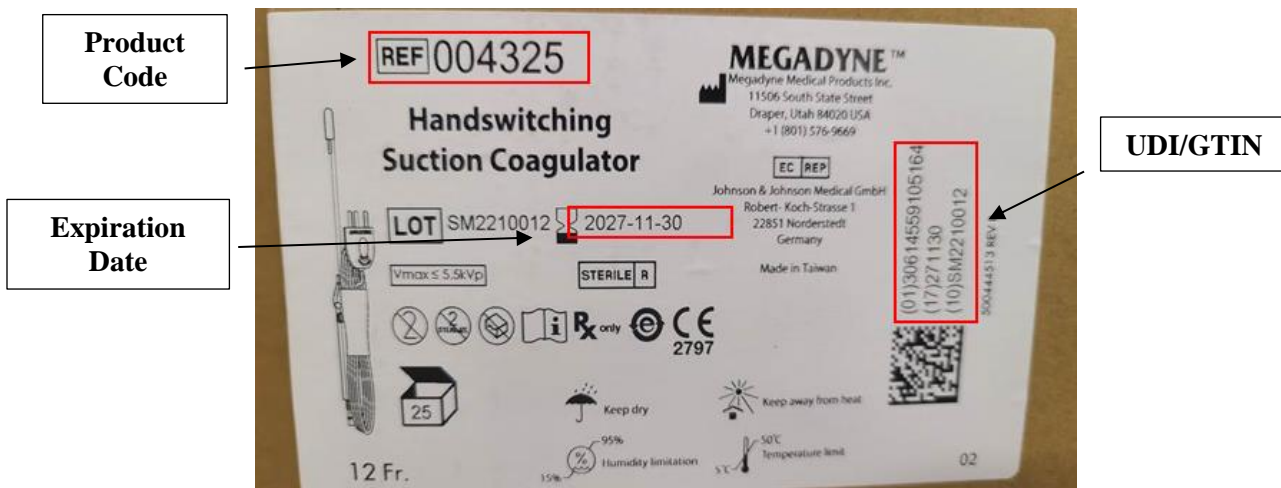 Product
Code
REF 004325
MEGADYNE™
Megadyne Medical Products Inc.
11506 South State Street
Draper, Utah 84020 USA
+1 (801) 576-9669
Handswitching
Suction Coagulator
EC REP
Johnson & Johnson Medical GmbH
Robert- Koch-Strasse 1
22851 Norderstedt
Germany
Made in Taiwan
UDI/GTIN
(01)30614559105164
(17)271130
(10)SM2210012
500444513 REV
Expiration
Date
LOT SM2210012 2027-11-30
Vmax ≤ 5,5kVp
STERILE R
2
2
i
Rx only
e
CE
2797
25
Keep dry
Keep away from heat
95%
%
15%
Humidity limitation
50°C
5°C
Temperature limit
12 Fr.
02